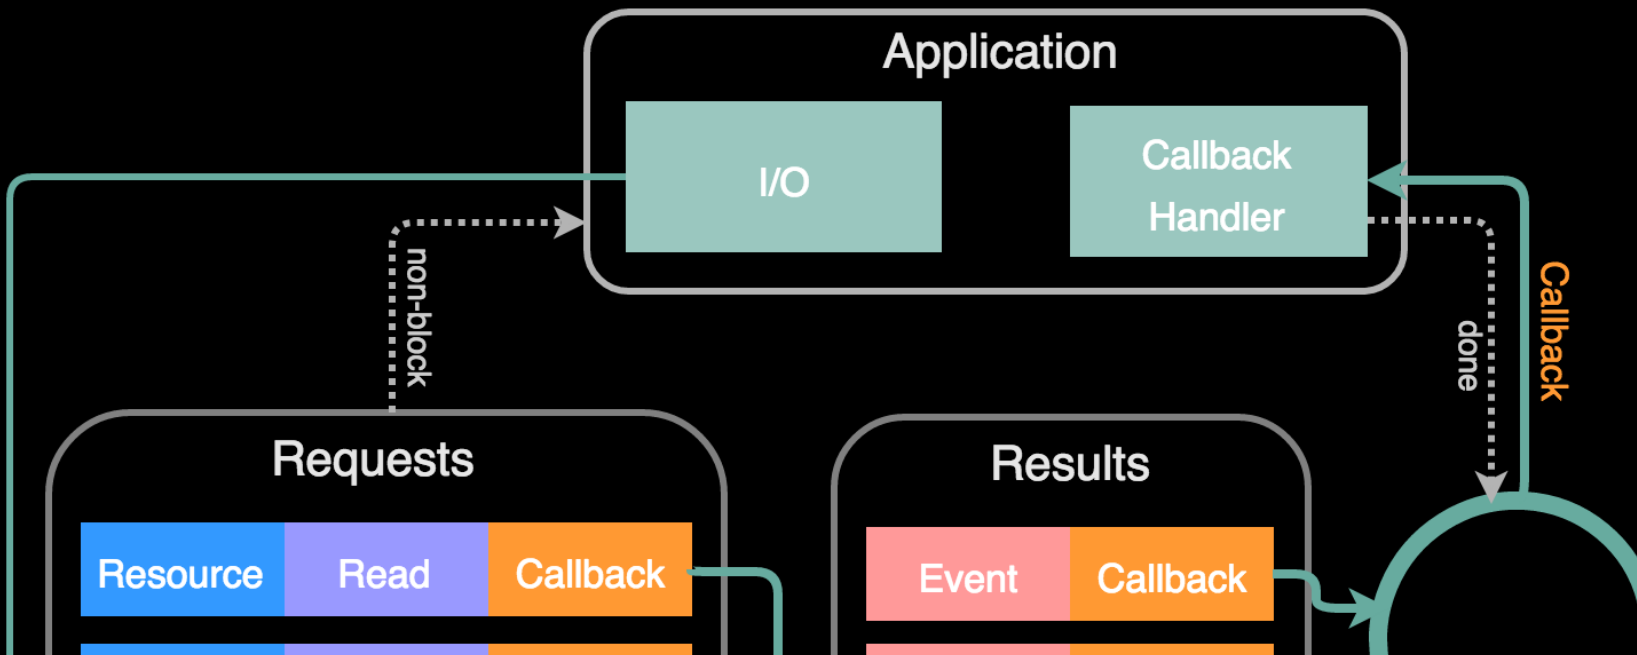 Application
I/O
Callback
Handler
non-block
Callback
done
Requests
Resource Read Callback
Results
Event Callback